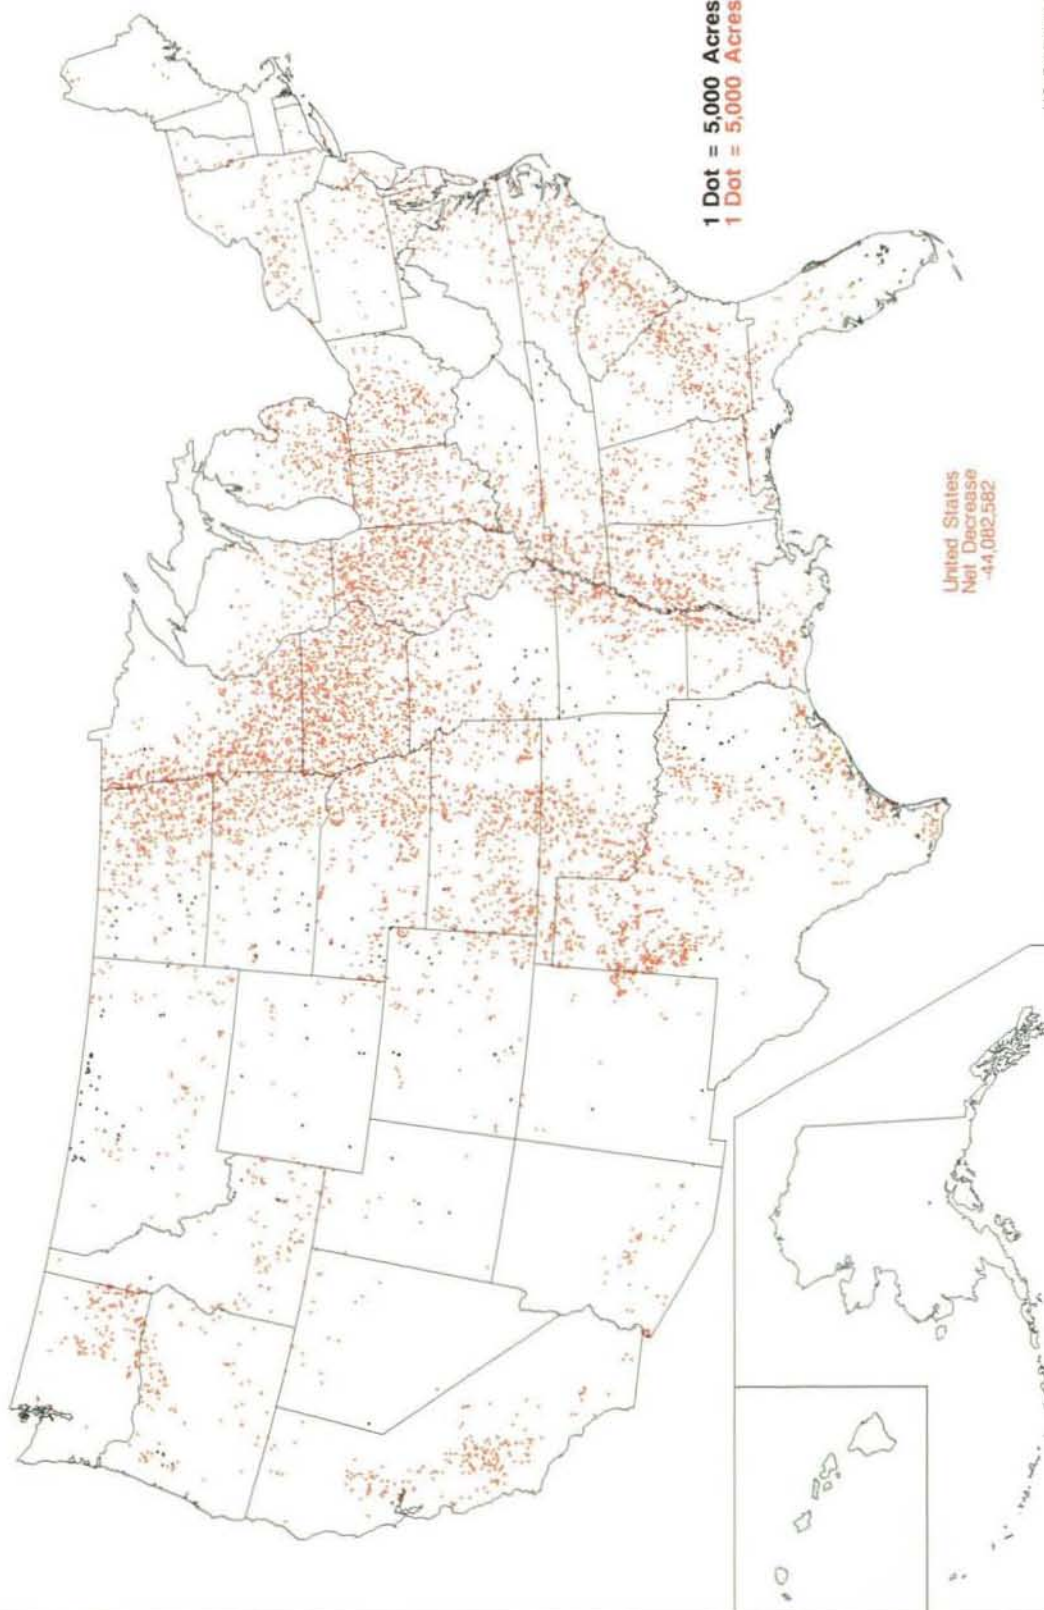 1 Dot = 5,000 Acres
1 Dot = 5,000 Acres
United States
Net Decrease
-44,082,582